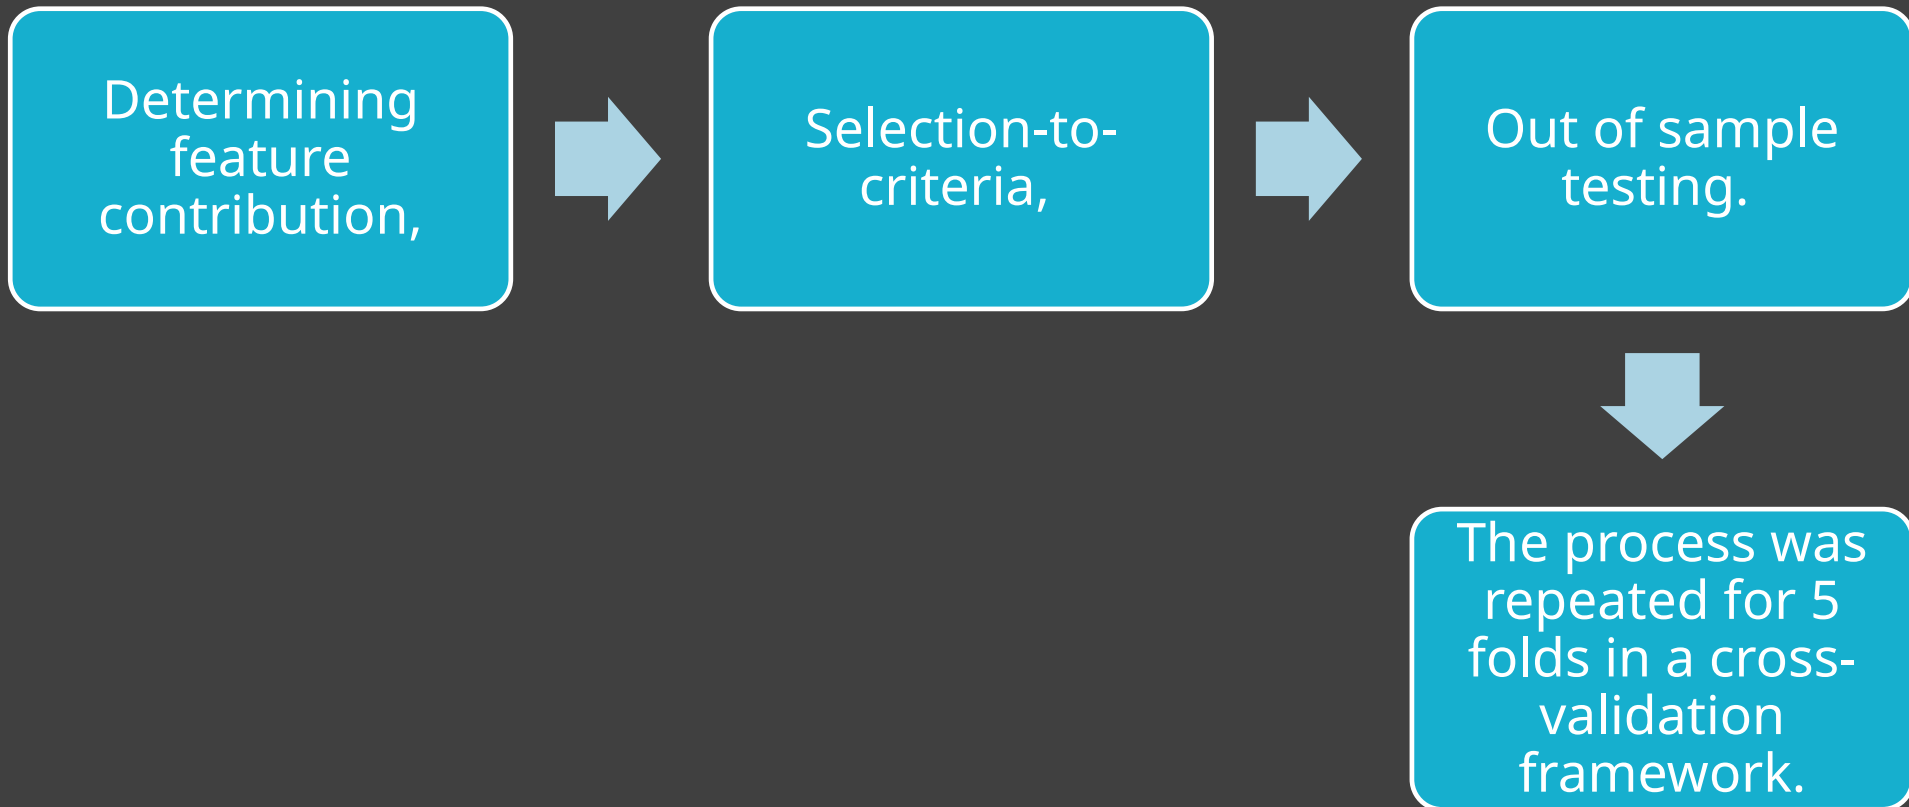 Determining
feature
contribution,
Selection-to-
criteria,
Out of sample
testing.
The process was
repeated for 5
folds in a cross-
validation
framework.